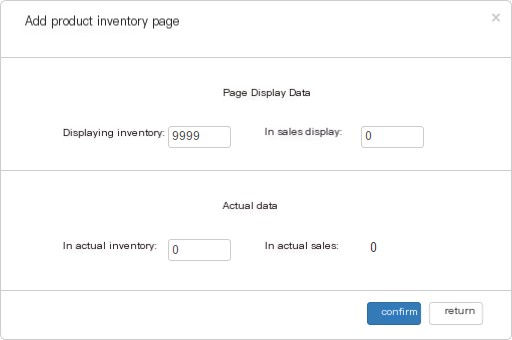 Add product inventory page ×
Page Display Data
Displaying inventory: 9999 In sales display: 0
Actual data
In actual inventory: 0 In actual sales: 0
confirm return